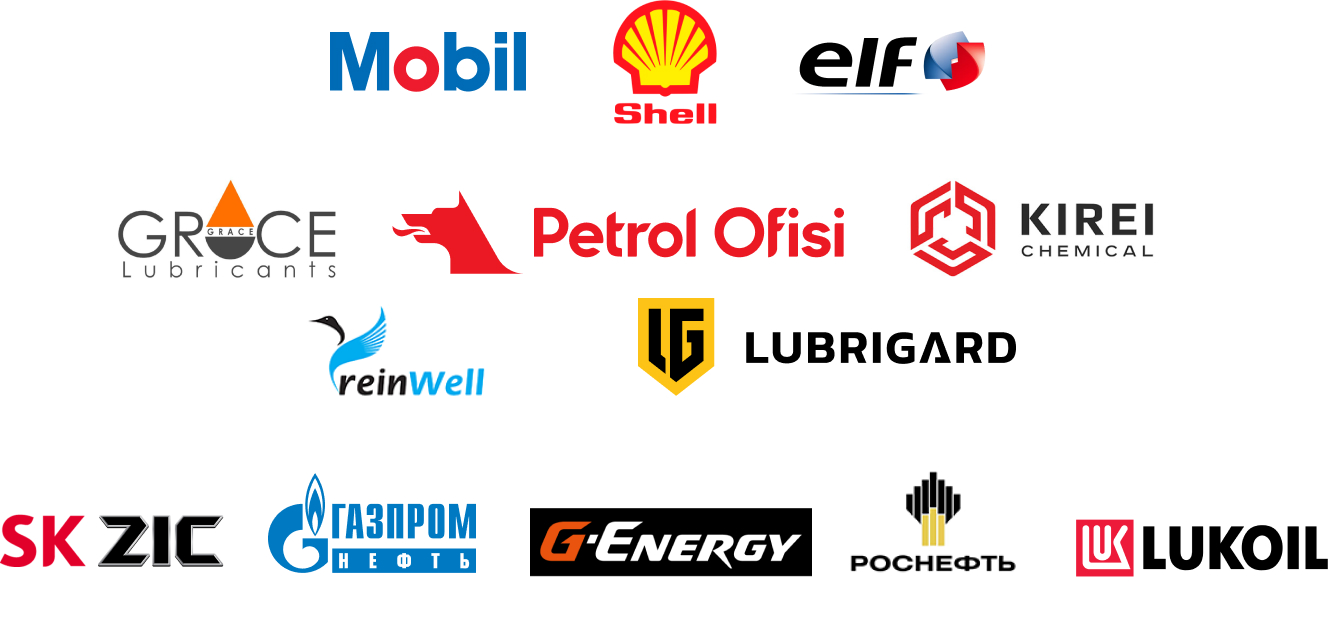 Mobil
Shell
elf
GRACE
GRACE
Lubricants
Petrol Ofisi
KIREI
CHEMICAL
reinWell
LG
LUBRIGARD
SK ZIC
ГАЗПРОМ
НЕФТЬ
G-ENERGY
РОСНЕФТЬ
LUK LUKOIL